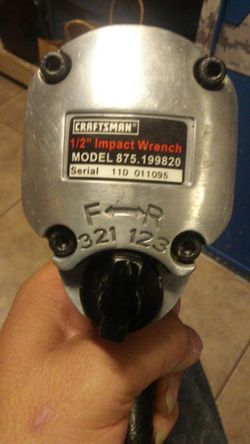 CRAFTSMAN
1/2" Impact Wrench
MODEL 875.199820
Serial 11D 011095
F ↔ R
321 123